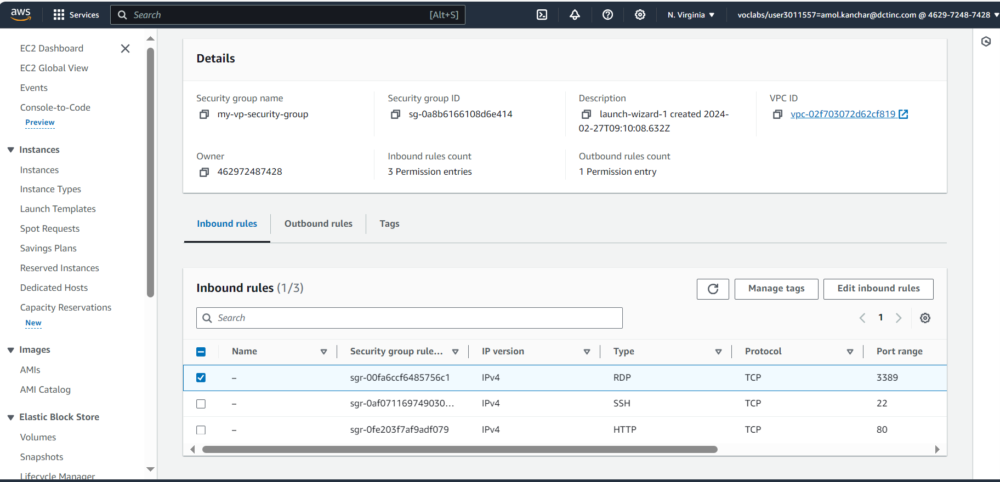 aws
Services
Search
[Alt+S]
N. Virginia
voclabs/user3011557=amol.kanchar@dctinc.com @ 4629-7248-7428
EC2 Dashboard
EC2 Global View
Events
Console-to-Code
Preview
Instances
Instances
Instance Types
Launch Templates
Spot Requests
Savings Plans
Reserved Instances
Dedicated Hosts
Capacity Reservations
New
Images
AMIs
AMI Catalog
Elastic Block Store
Volumes
Snapshots
Lifecycle Manager
Details
Security group name
my-vp-security-group
Security group ID
sg-0a8b6166108d6e414
Description
launch-wizard-1 created 2024-
02-27T09:10:08.632Z
VPC ID
vpc-02f703072d62cf819
Owner
462972487428
Inbound rules count
3 Permission entries
Outbound rules count
1 Permission entry
Inbound rules
Outbound rules
Tags
Inbound rules (1/3)
Manage tags
Edit inbound rules
Search
1
Name Security group rule... IP version Type Protocol Port range
– sgr-00fa6ccf6485756c1 IPv4 RDP TCP 3389
– sgr-0af071169749030... IPv4 SSH TCP 22
– sgr-0fe203f7af9adf079 IPv4 HTTP TCP 80